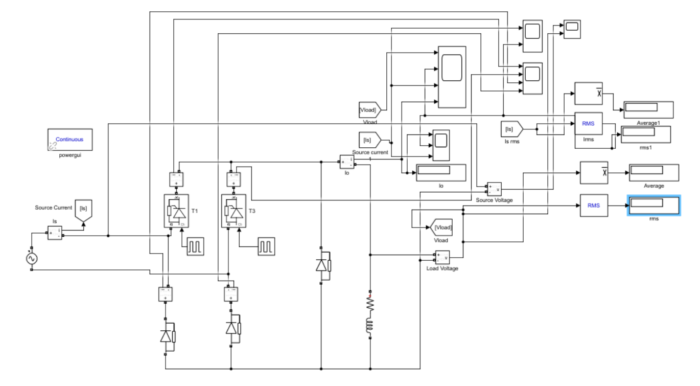 Continuous
powergui
[Vload]
Vload
[Is]
Source current
Io
Io
[Is]
Is rms
RMS
Irms
Average1
rms1
Source Current
[Is]
Is
T1
T3
Source Voltage
[Vload]
Vload
Load Voltage
Average
RMS
rms